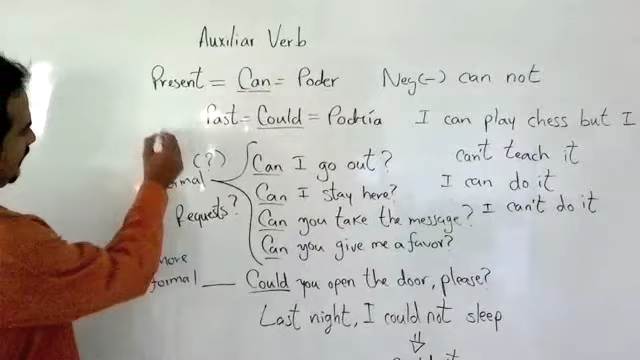 Auxiliar Verb
Present = Can = Poder Neg(-) can not
Past = Could = Podría I can play chess but I
can't teach it
(?) Can I go out?
I can do it
Can I stay here?
Requests? Can you take the message? I can't do it
Can you give me a favor?
more
formal Could you open the door, please?
Last night, I could not sleep